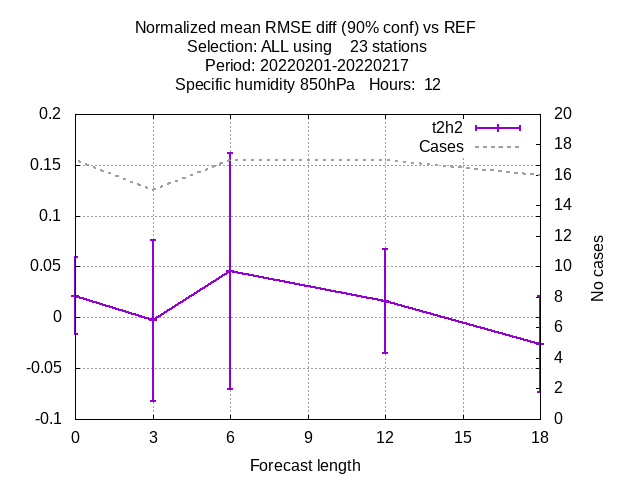 Normalized mean RMSE diff (90% conf) vs REF
Selection: ALL using    23 stations
Period: 20220201-20220217
Specific humidity 850hPa   Hours:  12
t2h2
Cases
0.2
0.15
0.1
0.05
0
-0.05
-0.1
20
18
16
14
12
10
8
6
4
2
0
No cases
0 3 6 9 12 15 18
Forecast length